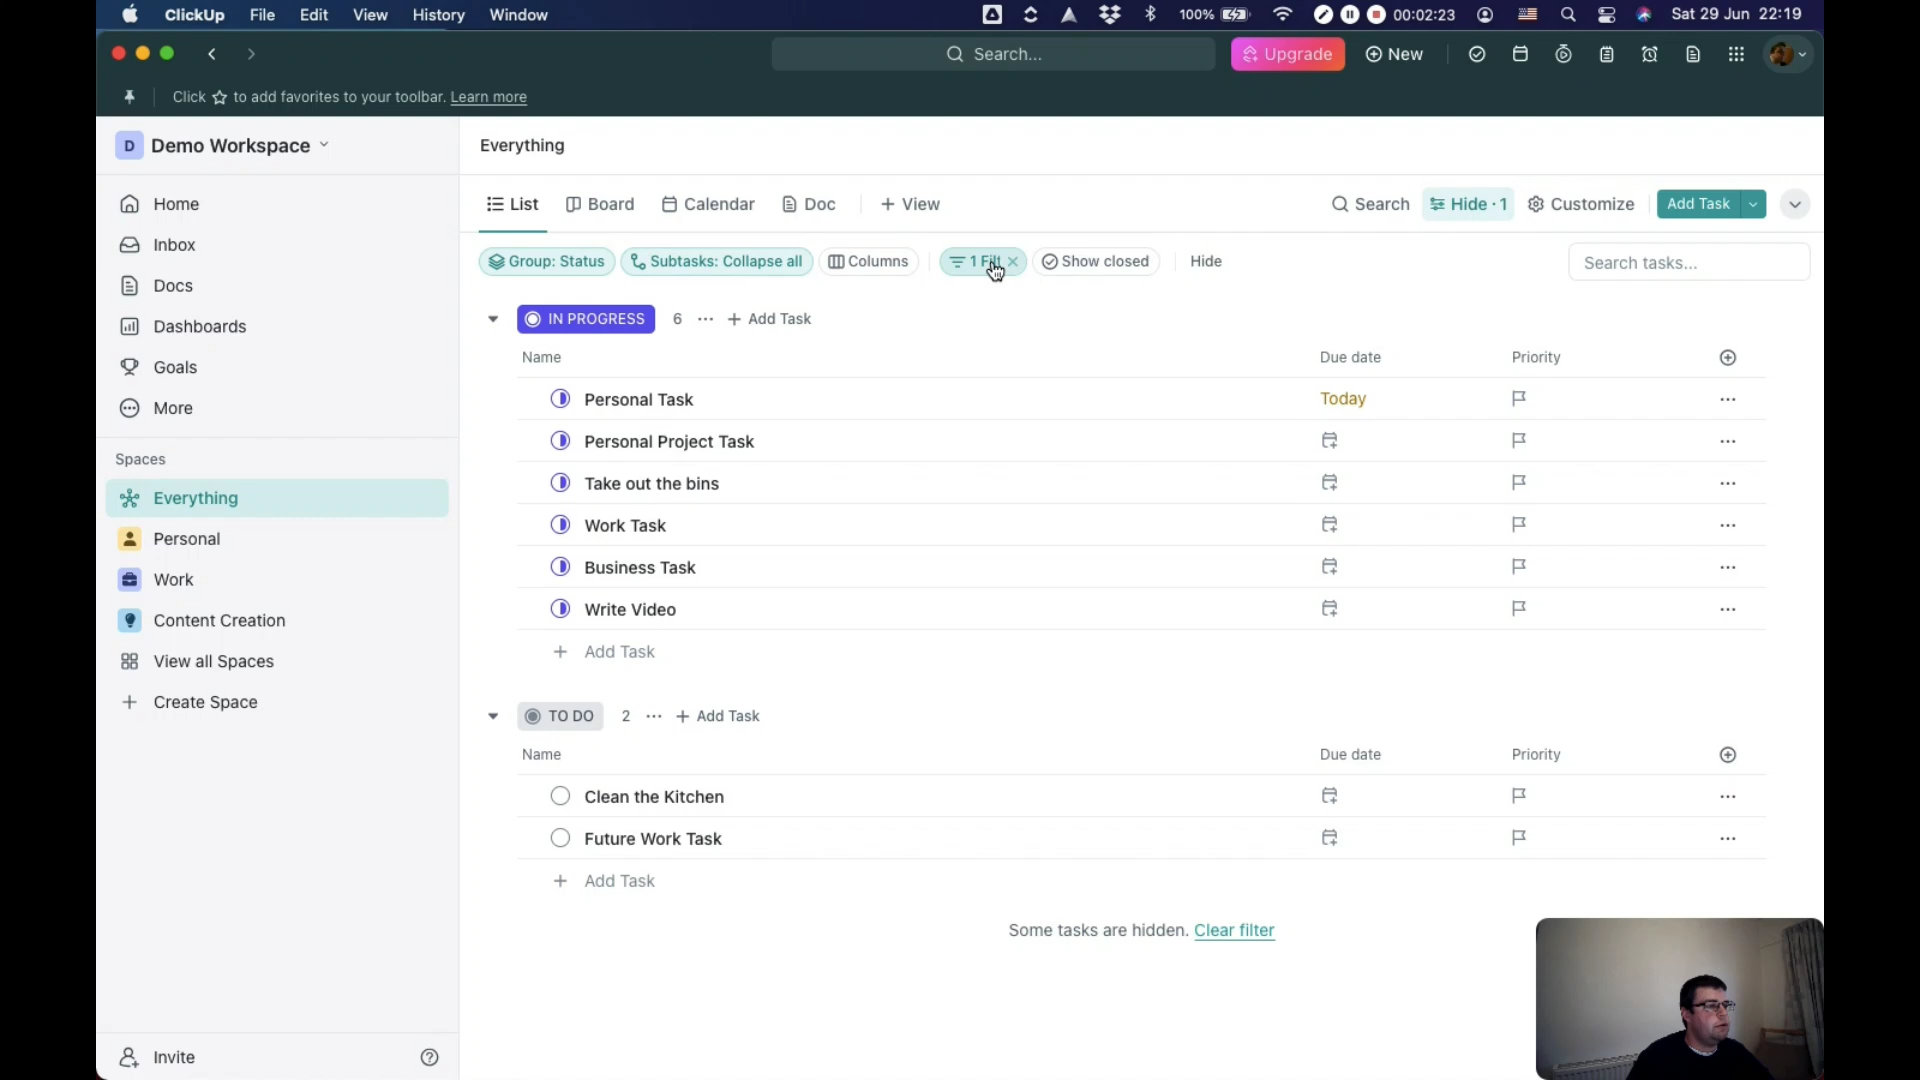 ClickUp File Edit View History Window 100% 00:02:23 Sat 29 Jun 22:19
Search... Upgrade New
Click ☆ to add favorites to your toolbar. Learn more
D Demo Workspace
Everything
Home
Inbox
Docs
Dashboards
Goals
More
Spaces
Everything
Personal
Work
Content Creation
View all Spaces
Create Space
Invite
List Board Calendar Doc + View Search Hide · 1 Customize Add Task
Group: Status Subtasks: Collapse all Columns 1 Show closed Hide Search tasks...
IN PROGRESS 6 ... + Add Task
Name Due date Priority
Personal Task Today
Personal Project Task
Take out the bins
Work Task
Business Task
Write Video
+ Add Task
TO DO 2 ... + Add Task
Name Due date Priority
Clean the Kitchen
Future Work Task
+ Add Task
Some tasks are hidden. Clear filter